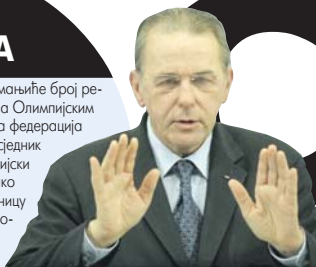 А
мањиће број ре-
а Олимпијским
а федерација
сједник
ијски
ко
ницу
о-